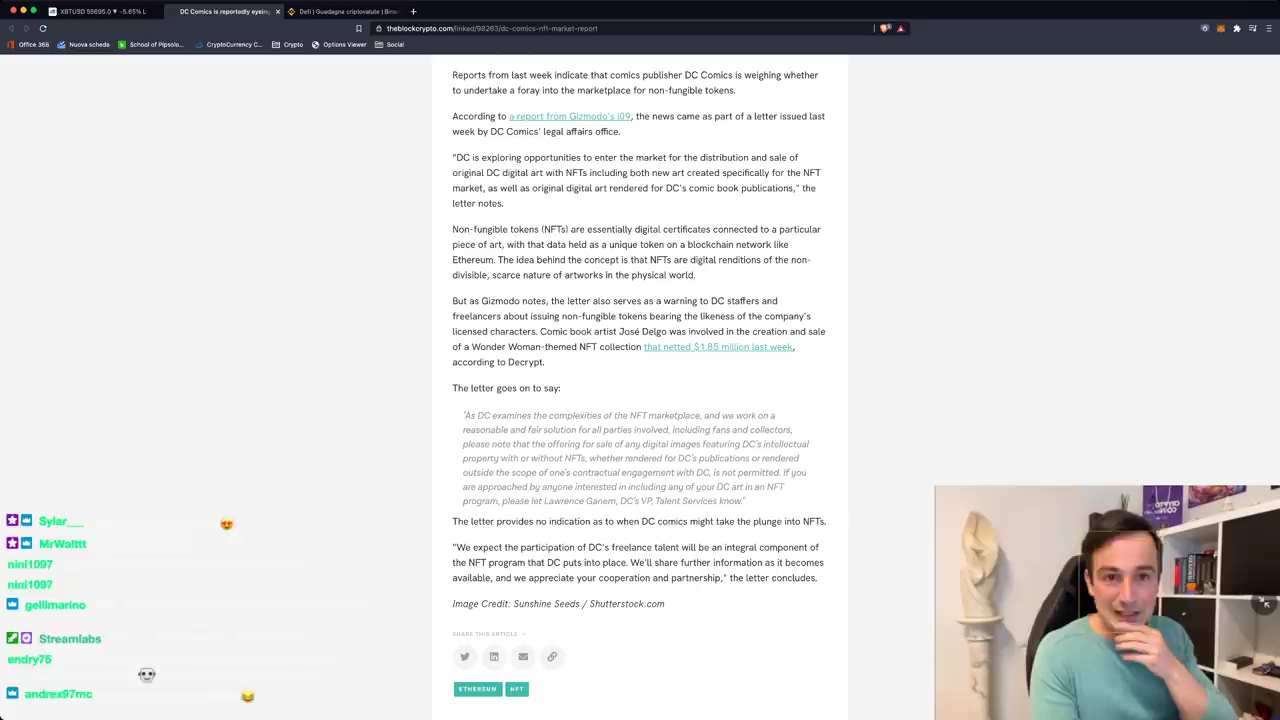 XBTUSD 55695.0 ▼ -5.65% L
DC Comics is reportedly eyein
Defi | Guadagna criptovalute | Binan
theblockcrypto.com/linked/98263/dc-comics-nft-market-report
Office 365
Nuova scheda
School of Pipsolo...
CryptoCurrency C...
Crypto
Options Viewer
Social
Reports from last week indicate that comics publisher DC Comics is weighing whether
to undertake a foray into the marketplace for non-fungible tokens.
According to a report from Gizmodo's i09, the news came as part of a letter issued last
week by DC Comics' legal affairs office.
"DC is exploring opportunities to enter the market for the distribution and sale of
original DC digital art with NFTs including both new art created specifically for the NFT
market, as well as original digital art rendered for DC's comic book publications," the
letter notes.
Non-fungible tokens (NFTs) are essentially digital certificates connected to a particular
piece of art, with that data held as a unique token on a blockchain network like
Ethereum. The idea behind the concept is that NFTs are digital renditions of the non-
divisible, scarce nature of artworks in the physical world.
But as Gizmodo notes, the letter also serves as a warning to DC staffers and
freelancers about issuing non-fungible tokens bearing the likeness of the company's
licensed characters. Comic book artist José Delgo was involved in the creation and sale
of a Wonder Woman-themed NFT collection that netted $1.85 million last week,
according to Decrypt.
The letter goes on to say:
"As DC examines the complexities of the NFT marketplace, and we work on a
reasonable and fair solution for all parties involved, including fans and collectors,
please note that the offering for sale of any digital images featuring DC's intellectual
property with or without NFTs, whether rendered for DC's publications or rendered
outside the scope of one's contractual engagement with DC, is not permitted. If you
are approached by anyone interested in including any of your DC art in an NFT
program, please let Lawrence Ganem, DC's VP, Talent Services know."
The letter provides no indication as to when DC comics might take the plunge into NFTs.
"We expect the participation of DC's freelance talent will be an integral component of
the NFT program that DC puts into place. We'll share further information as it becomes
available, and we appreciate your cooperation and partnership," the letter concludes.
Image Credit: Sunshine Seeds / Shutterstock.com
SHARE THIS ARTICLE
ETHEREUM NFT
Sylar___
MrWalttt
nini1097
nini1097
gellimarino
Streamlabs
endry75
andrex97mc
CRYPTO